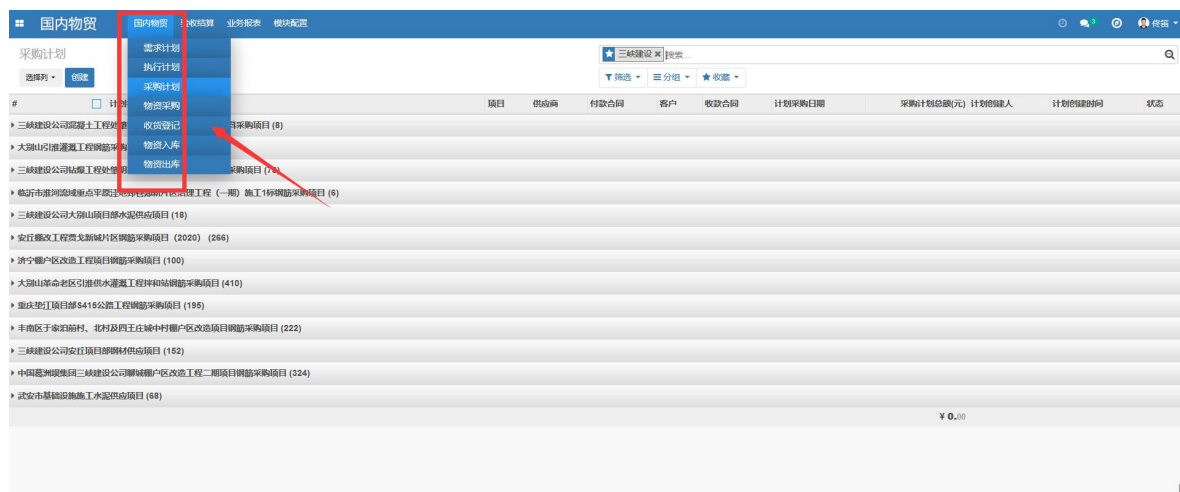 国内物贸 国内物贸 验收结算 业务报表 模块配置 3 佟笛
采购计划 三峡建设 搜索...
选择列 创建 筛选 分组 收藏
需求计划
执行计划
采购计划
物资采购
收货登记
物资入库
物资出库
# 计划 项目 供应商 付款合同 客户 收款合同 计划采购日期 采购计划总额(元) 计划创建人 计划创建时间 状态
三峡建设公司混凝土工程处 采购项目 (8)
大别山引淮灌溉工程钢筋采购
三峡建设公司钻爆工程处 采购项目
临沂市淮河流域重点平原洼地 治理工程（一期）施工1标钢筋采购项目 (6)
三峡建设公司大别山项目部水泥供应项目 (18)
安丘棚改工程贾戈新城片区钢筋采购项目（2020） (266)
济宁棚户区改造工程项目钢筋采购项目 (100)
大别山革命老区引淮供水灌溉工程拌和站钢筋采购项目 (410)
重庆垫江项目部S415公路工程钢筋采购项目 (195)
丰南区于家泊前村、北村及四王庄城中村棚户区改造项目钢筋采购项目 (222)
三峡建设公司安丘项目部钢材供应项目 (152)
中国葛洲坝集团三峡建设公司聊城棚户区改造工程二期项目钢筋采购项目 (324)
武安市基础设施施工水泥供应项目 (68)
¥ 0.00